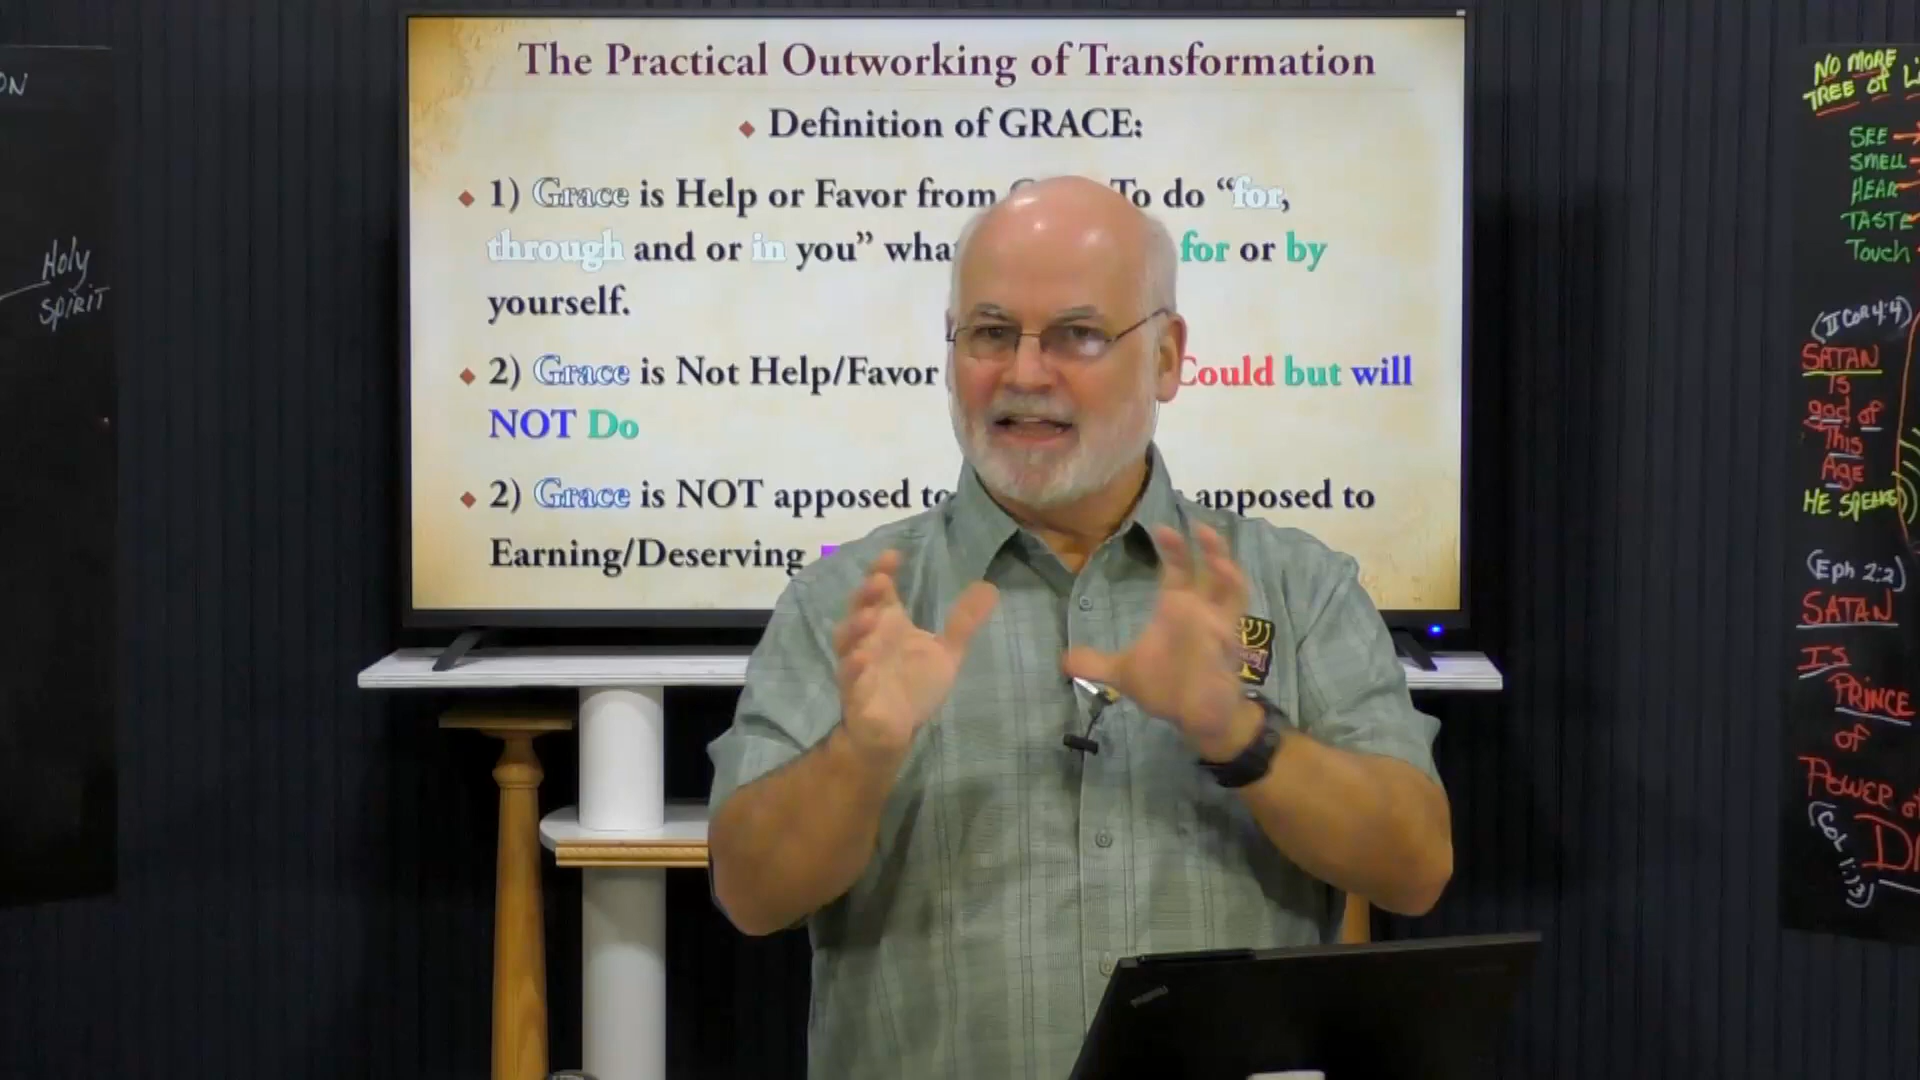 The Practical Outworking of Transformation
Definition of GRACE:
1) Grace is Help or Favor from To do “for,
through and or in you” for or by
yourself.
2) Grace is Not Help/Favor Could but will
NOT Do
2) Grace is NOT apposed to apposed to
Earning/Deserving
ON
Holy
SPIRIT
NO MORE
TREE OF
SEE
SMELL
HEAR
TASTE
Touch
(II COR 4:4)
SATAN
IS
god of
This
Age
HE SPEAKS
(Eph 2:2)
SATAN
IS
PRINCE
of
POWER
(COL 1:13)